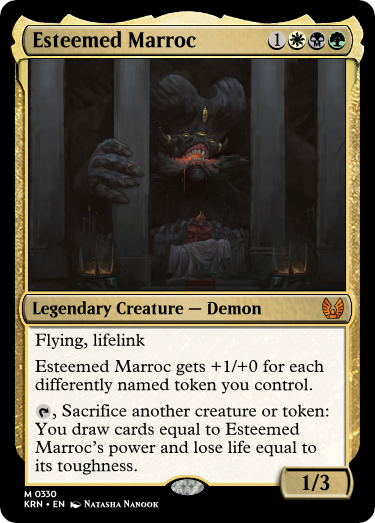 Esteemed Marroc 1
Legendary Creature — Demon
Flying, lifelink
Esteemed Marroc gets +1/+0 for each
differently named token you control.
, Sacrifice another creature or token:
You draw cards equal to Esteemed
Marroc's power and lose life equal to
its toughness.
1/3
M 0330
KRN • EN Natasha Nanook